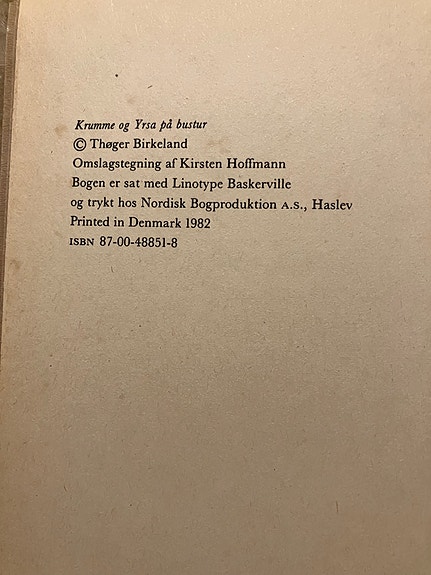 Krumme og Yrsa på bustur
© Thøger Birkeland
Omslagstegning af Kirsten Hoffmann
Bogen er sat med Linotype Baskerville
og trykt hos Nordisk Bogproduktion A.S., Haslev
Printed in Denmark 1982
ISBN 87-00-48851-8